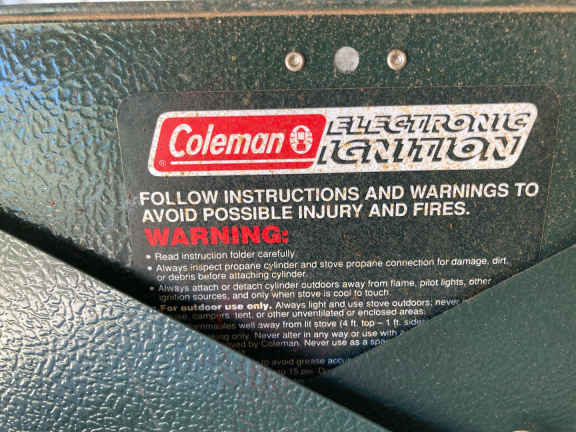 Coleman ®
ELECTRONIC
IGNITION
FOLLOW INSTRUCTIONS AND WARNINGS TO
AVOID POSSIBLE INJURY AND FIRES.
WARNING:
• Read instruction folder carefully
• Always inspect propane cylinder and stove propane connection for damage, dirt,
or debris before attaching cylinder.
• Always attach or detach cylinder outdoors away from flame, pilot lights, other
ignition sources, and only when stove is cool to touch.
For outdoor use only. Always light and use stove outdoors; never
campers, tent, or other unventilated or enclosed areas.
well away from lit stove (4 ft. top – 1 ft. sides
only. Never alter in any way or use with
by Coleman. Never use as a
to avoid grease